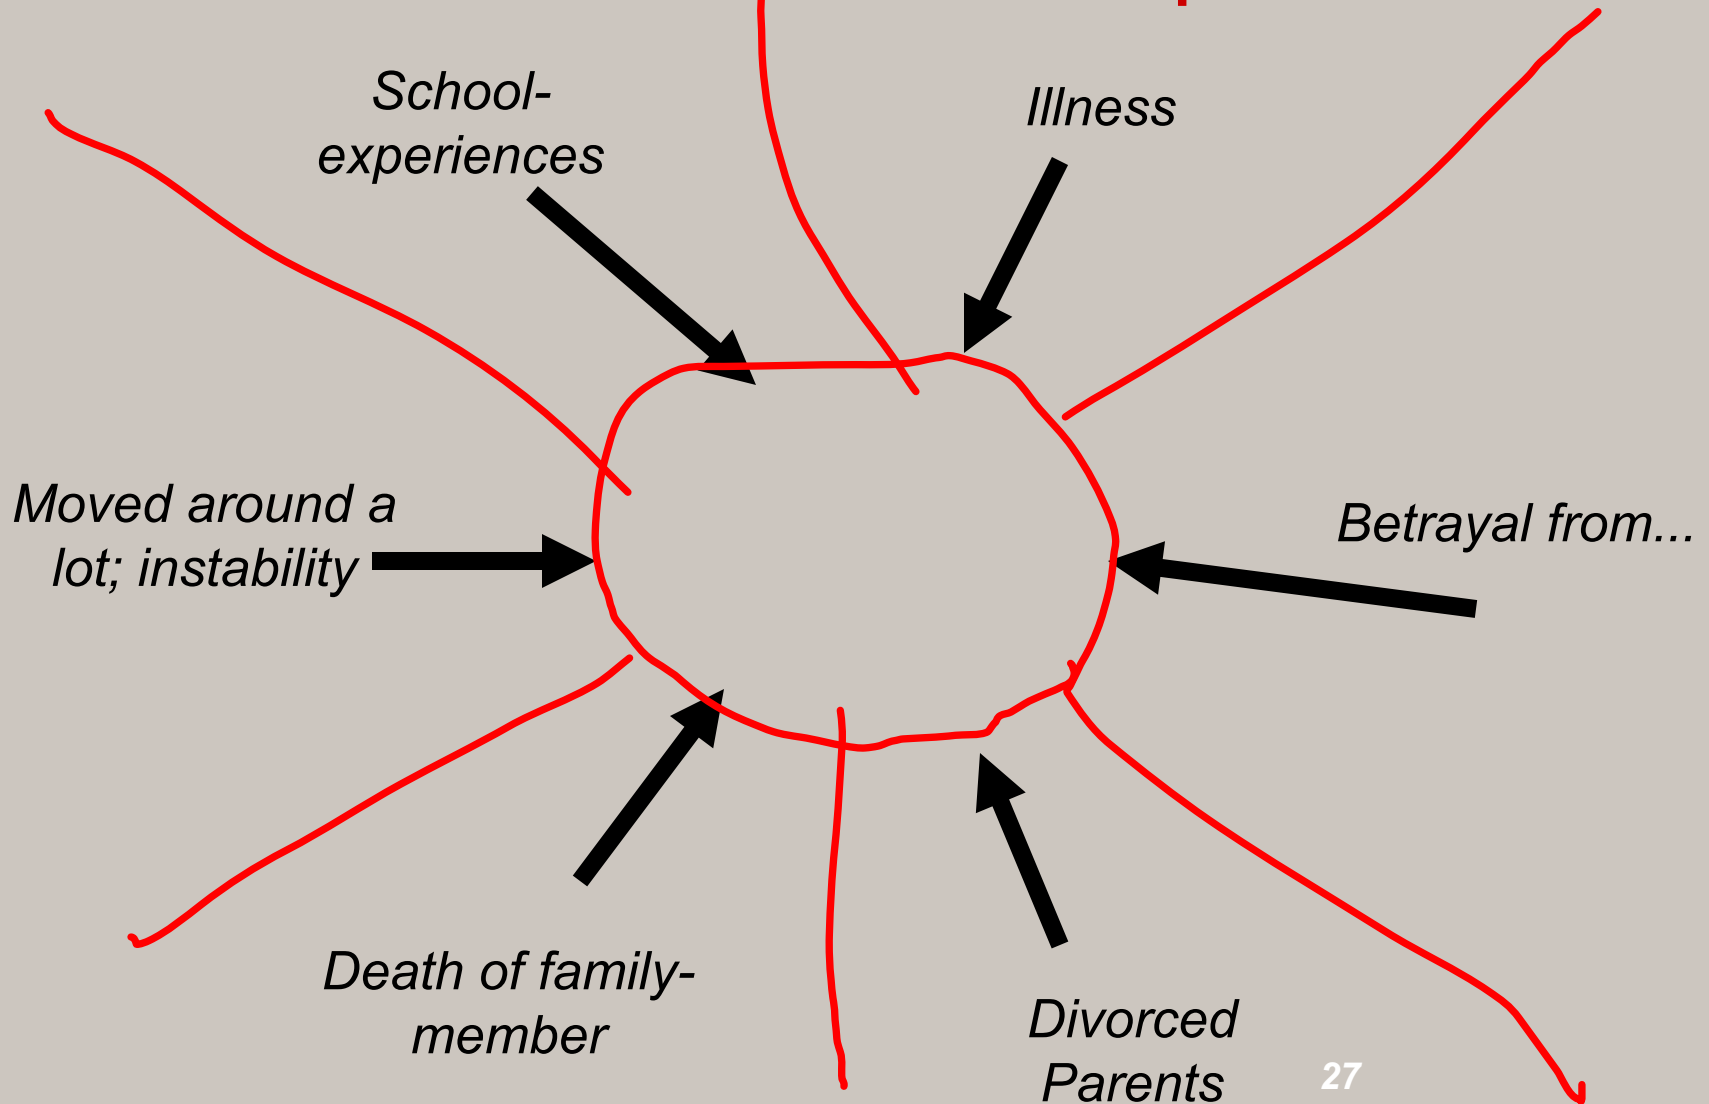 School-
experiences
Illness
Moved around a
lot; instability
Betrayal from...
Death of family-
member
Divorced
Parents
27